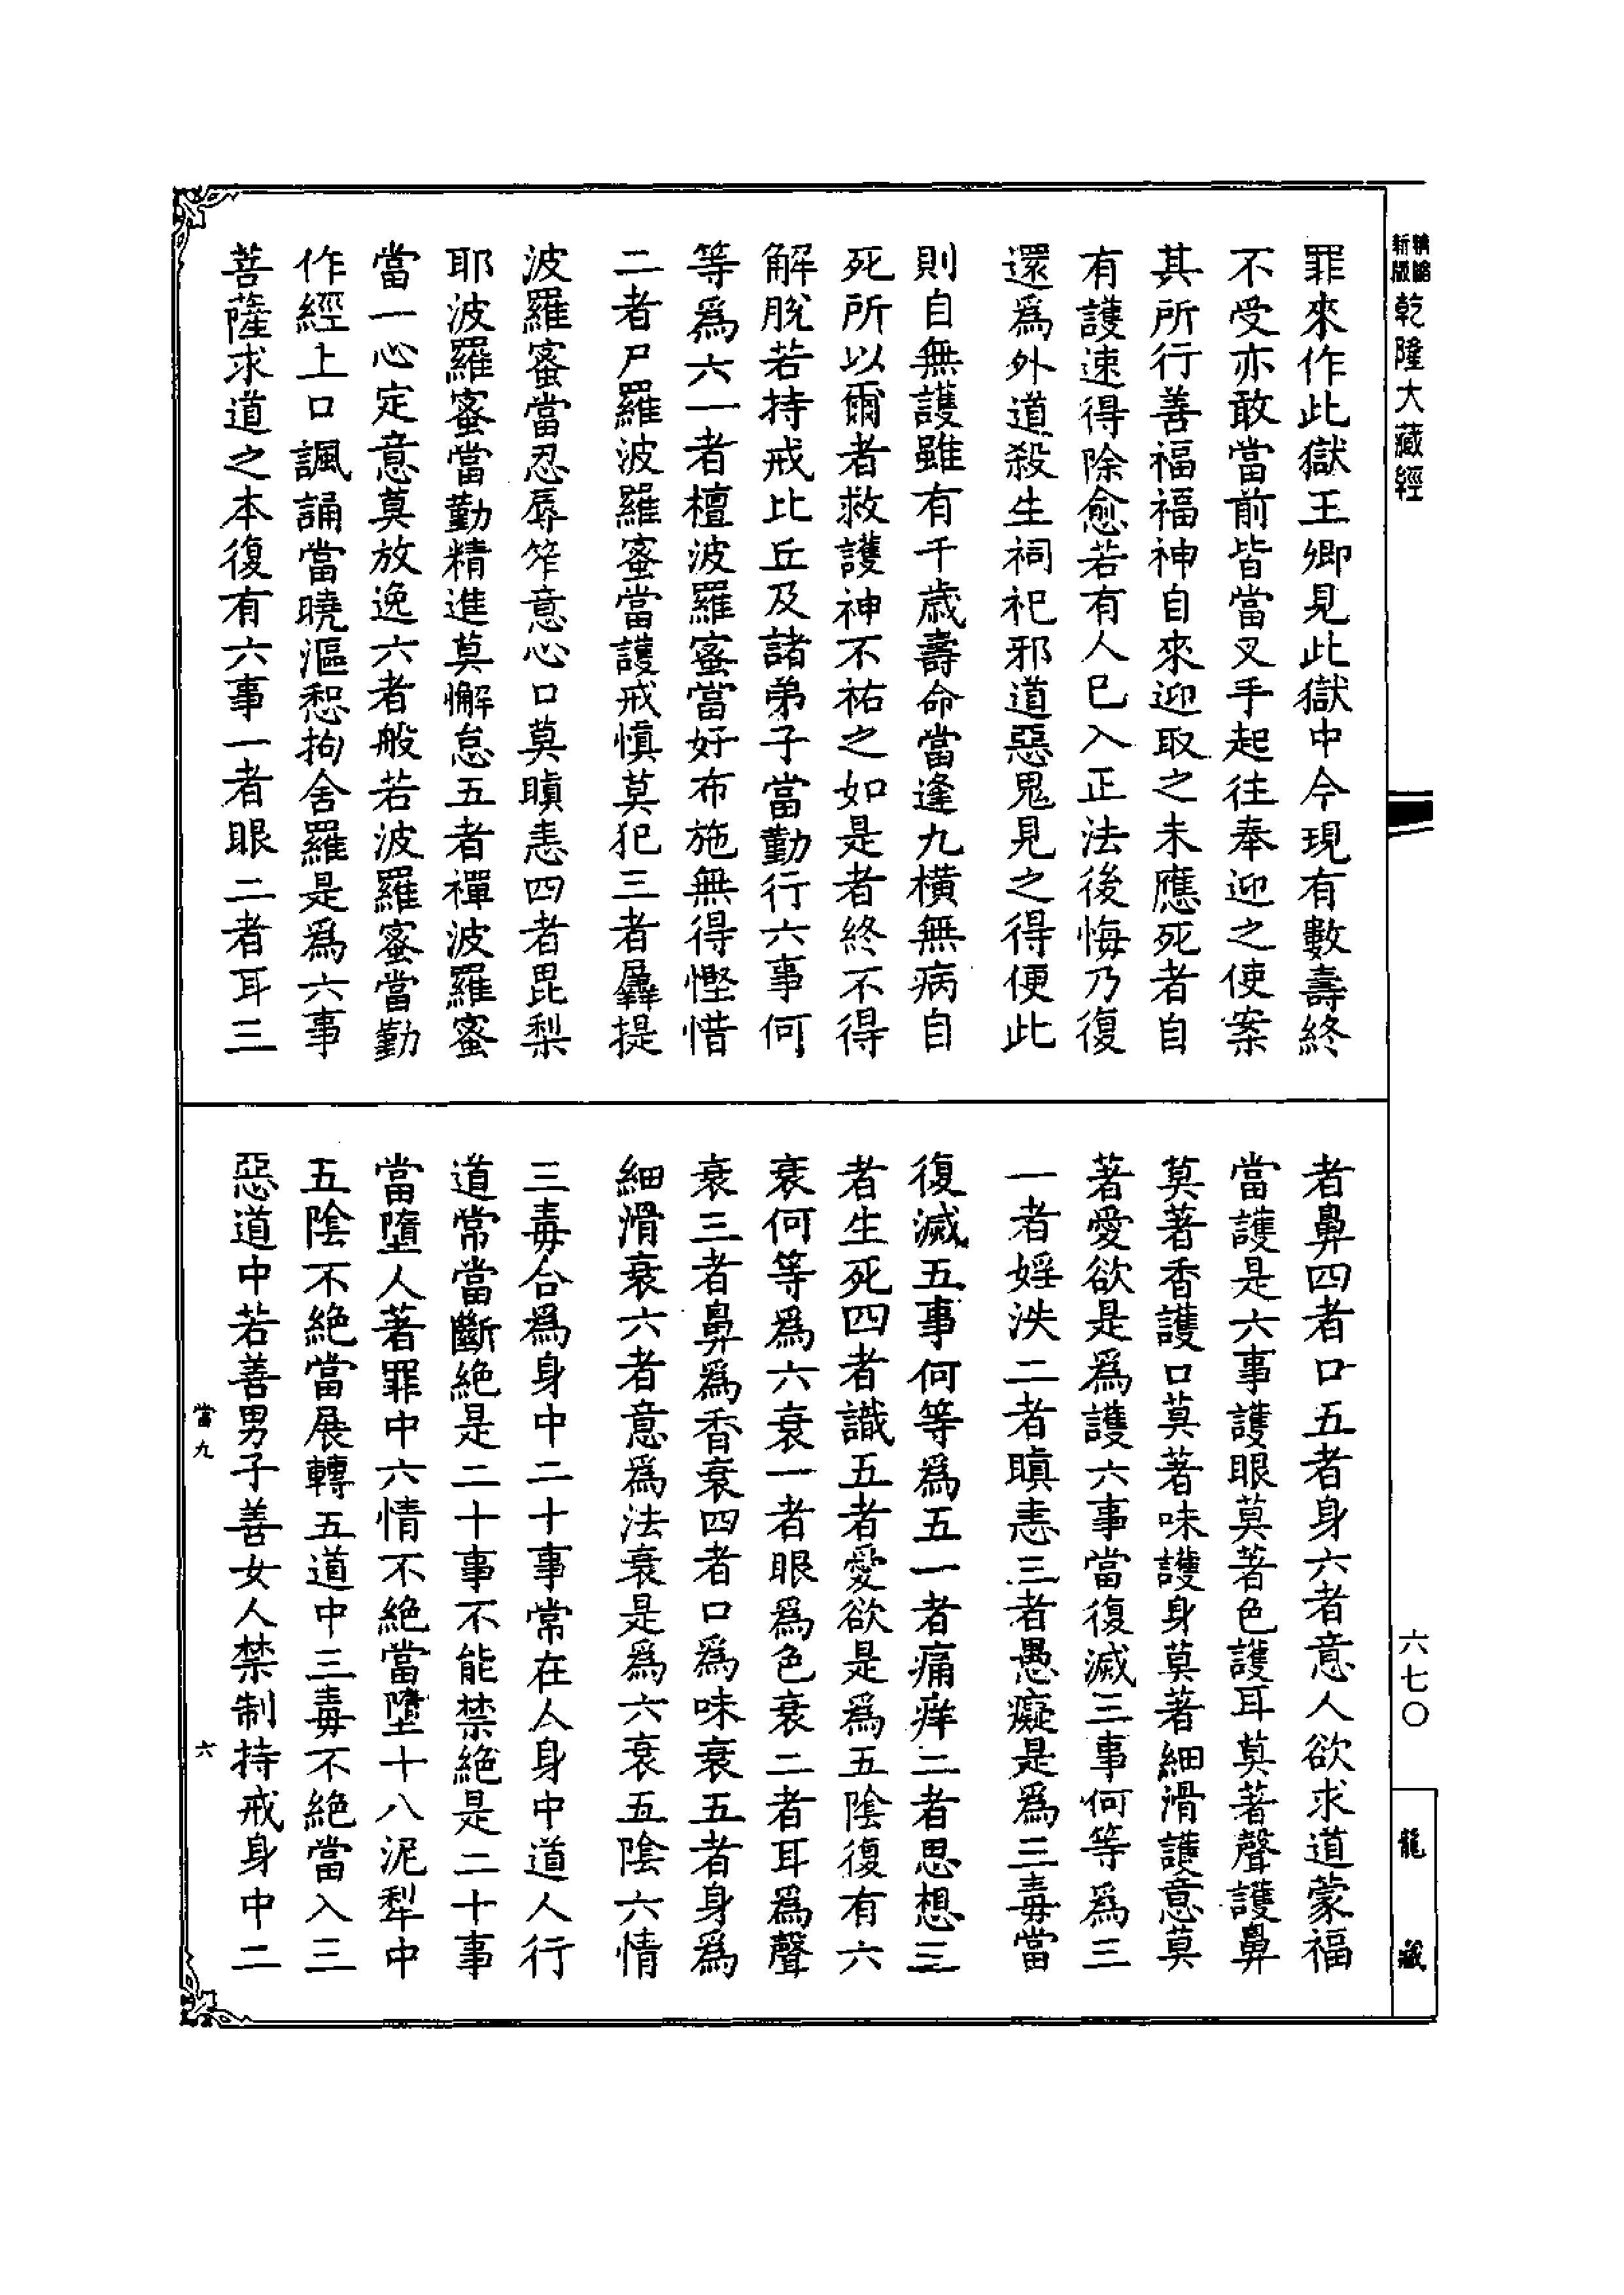 精縮新版乾隆大藏經
六七〇
龍藏
罪來作此獄王卿見此獄中今現有數壽終
不受亦敢當前皆當叉手起往奉迎之使案
其所行善福福神自來迎取之未應死者自
有護速得除愈若有人巳入正法後悔乃復
還爲外道殺生祠祀邪道惡鬼見之得便此
則自無護雖有千歲壽命當逢九橫無病自
死所以爾者救護神不祐之如是者終不得
解脫若持戒比丘及諸弟子當勤行六事何
等爲六一者檀波羅蜜當好布施無得慳惜
二者尸羅波羅蜜當護戒慎莫犯三者羼提
波羅蜜當忍辱笮意心口莫瞋恚四者毘梨
耶波羅蜜當勤精進莫懈怠五者禪波羅蜜
當一心定意莫放逸六者般若波羅蜜當勤
作經上口諷誦當曉漚惒拘舍羅是爲六事
菩薩求道之本復有六事一者眼二者耳三
者鼻四者口五者身六者意人欲求道蒙福
當護是六事護眼莫著色護耳莫著聲護鼻
莫著香護口莫著味護身莫著細滑護意莫
著愛欲是爲護六事當復滅三事何等爲三
一者婬泆二者瞋恚三者愚癡是爲三毒當
復滅五事何等爲五一者痛痒二者思想三
者生死四者識五者愛欲是爲五陰復有六
衰何等爲六衰一者眼爲色衰二者耳爲聲
衰三者鼻爲香衰四者口爲味衰五者身爲
細滑衰六者意爲法衰是爲六衰五陰六情
三毒合爲身中二十事常在人身中道人行
道常當斷絕是二十事不能禁絕是二十事
當墮人著罪中六情不絕當墮十八泥犁中
五陰不絕當展轉五道中三毒不絕當入三
惡道中若善男子善女人禁制持戒身中二
當九 六